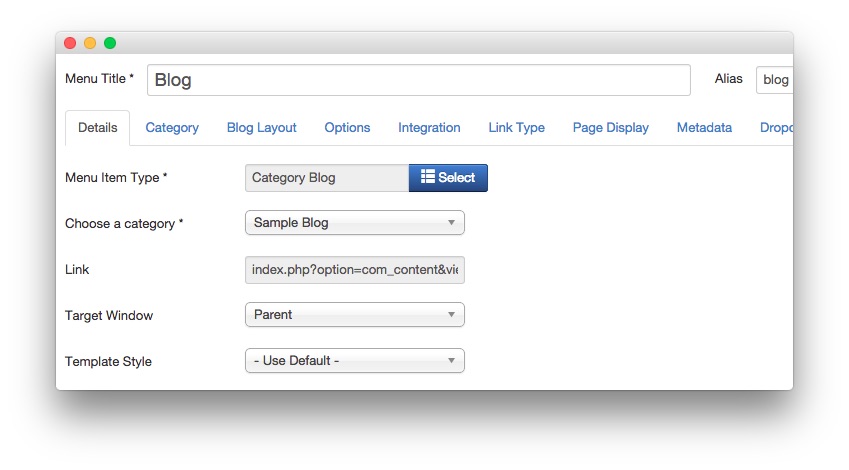 Menu Title * Blog Alias blog
Details Category Blog Layout Options Integration Link Type Page Display Metadata
Menu Item Type * Category Blog Select
Choose a category * Sample Blog
Link index.php?option=com_content&vie
Target Window Parent
Template Style - Use Default -